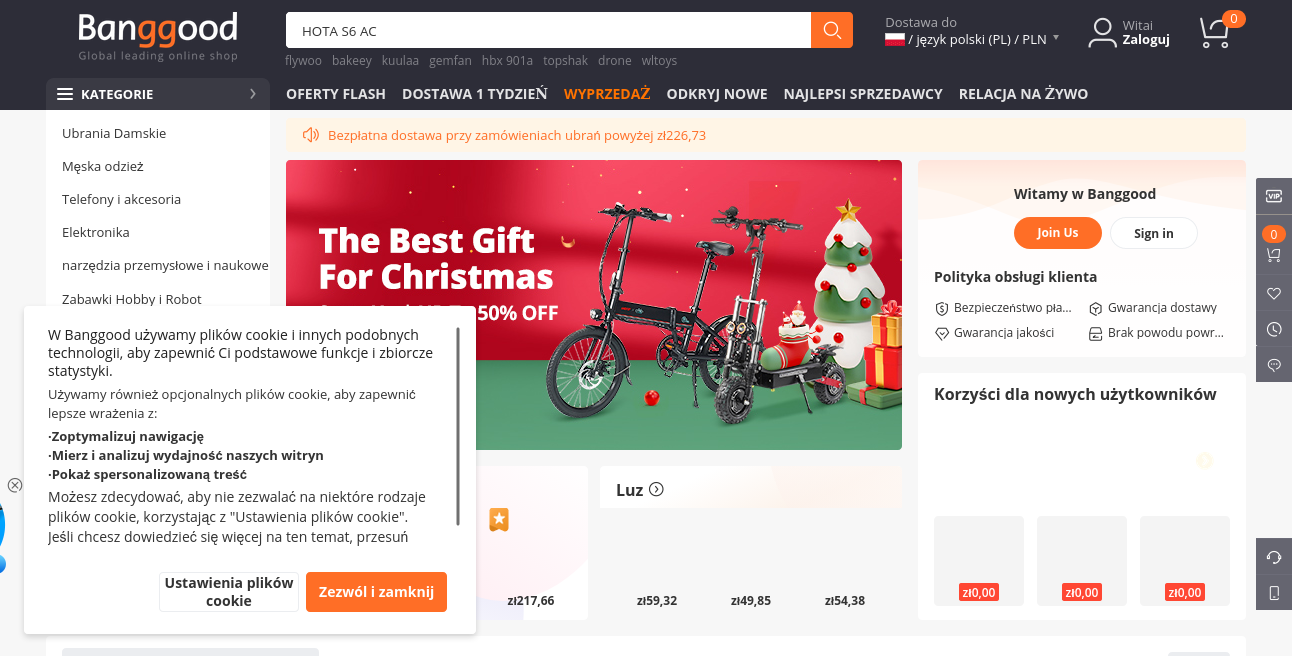 Banggood
Global leading online shop
HOTA S6 AC
Dostawa do
/ język polski (PL) / PLN
Witai
Zaloguj
0
flywoo bakeey kuulaa gemfan hbx 901a topshak drone wltoys
KATEGORIE
OFERTY FLASH DOSTAWA 1 TYDZIEŃ WYPRZEDAŻ ODKRYJ NOWE NAJLEPSI SPRZEDAWCY RELACJA NA ŻYWO
Ubrania Damskie
Męska odzież
Telefony i akcesoria
Elektronika
narzędzia przemysłowe i naukowe
Zabawki Hobby i Robot
Bezpłatna dostawa przy zamówieniach ubrań powyżej zł226,73
The Best Gift
For Christmas
50% OFF
Witamy w Banggood
Join Us
Sign in
Polityka obsługi klienta
Bezpieczeństwo pła...
Gwarancja dostawy
Gwarancja jakości
Brak powodu powr...
VIP
0
Korzyści dla nowych użytkowników
zł0,00
zł0,00
zł0,00
W Banggood używamy plików cookie i innych podobnych
technologii, aby zapewnić Ci podstawowe funkcje i zbiorcze
statystyki.
Używamy również opcjonalnych plików cookie, aby zapewnić
lepsze wrażenia z:
·Zoptymalizuj nawigację
·Mierz i analizuj wydajność naszych witryn
·Pokaż spersonalizowaną treść
Możesz zdecydować, aby nie zezwalać na niektóre rodzaje
plików cookie, korzystając z "Ustawienia plików cookie".
Jeśli chcesz dowiedzieć się więcej na ten temat, przesuń
Ustawienia plików
cookie
Zezwól i zamknij
zł217,66
Luz
zł59,32
zł49,85
zł54,38